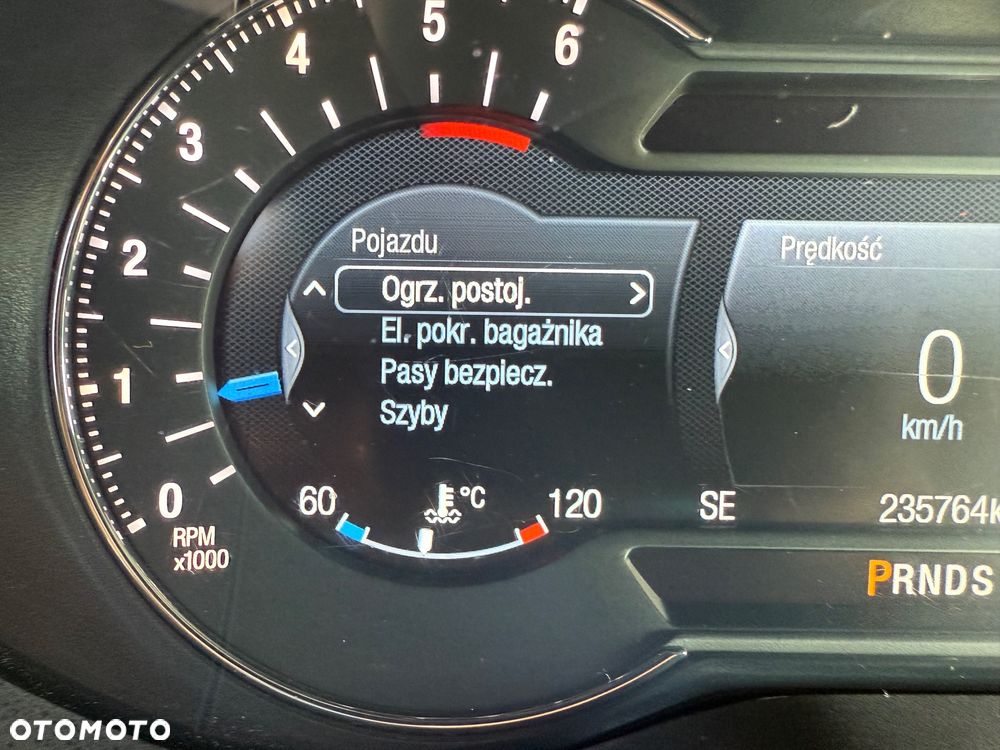 5
6
4
3
2
1
0
RPM
x1000
Pojazdu
Ogrz. postoj.
El. pokr. bagażnika
Pasy bezpiecz.
Szyby
Prędkość
0
km/h
60
°C
120
SE
235764k
PRNDS
OTOMOTO